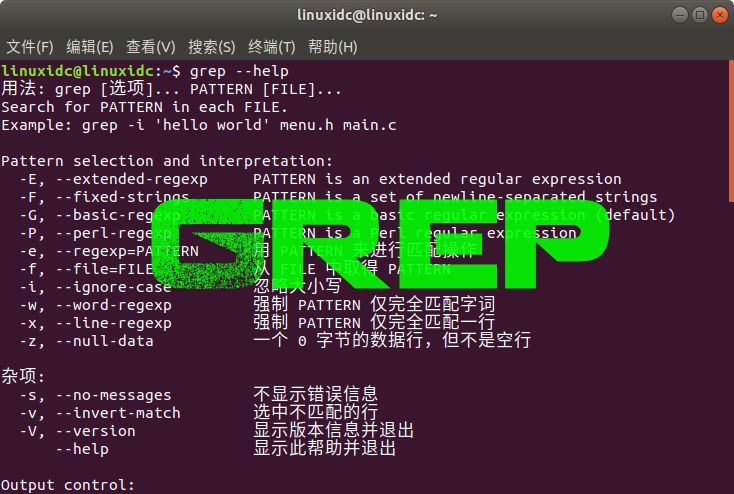 linuxidc@linuxidc: ~
文件(F) 编辑(E) 查看(V) 搜索(S) 终端(T) 帮助(H)
linuxidc@linuxidc:~$ grep --help
用法: grep [选项]... PATTERN [FILE]...
Search for PATTERN in each FILE.
Example: grep -i 'hello world' menu.h main.c
Pattern selection and interpretation:
-E, --extended-regexp PATTERN is an extended regular expression
-F, --fixed-strings PATTERN is a set of newline-separated strings
-G, --basic-regexp PATTERN is a basic regular expression (default)
-P, --perl-regexp PATTERN is a Perl regular expression
-e, --regexp=PATTERN 用 PATTERN 来进行匹配操作
-f, --file=FILE 从 FILE 中取得 PATTERN
-i, --ignore-case 忽略大小写
GREP
-w, --word-regexp 强制 PATTERN 仅完全匹配字词
-x, --line-regexp 强制 PATTERN 仅完全匹配一行
-z, --null-data 一个 0 字节的数据行，但不是空行
杂项:
-s, --no-messages 不显示错误信息
-v, --invert-match 选中不匹配的行
-V, --version 显示版本信息并退出
--help 显示此帮助并退出
Output control: